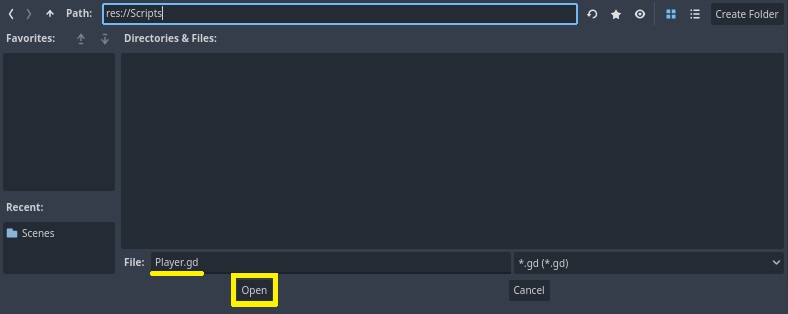 Path: res://Scripts Create Folder
Favorites: Directories & Files:
Recent:
Scenes
File: Player.gd *.gd (*.gd)
Open Cancel